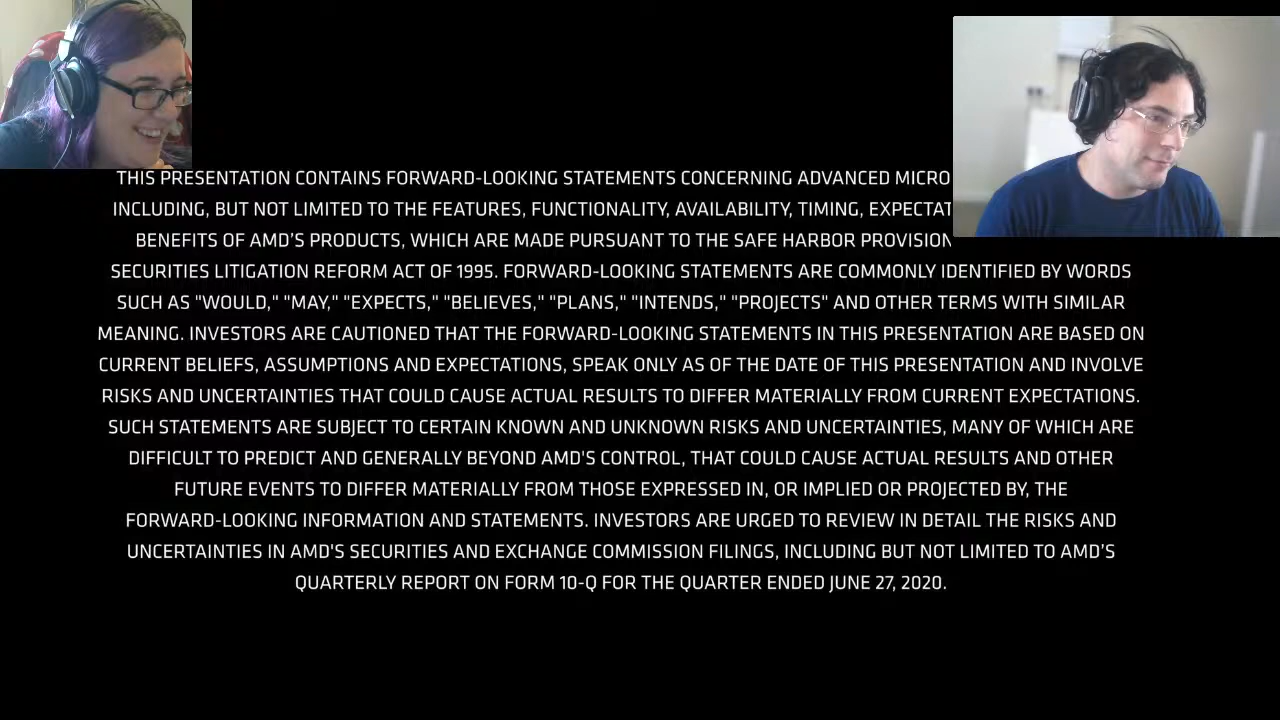 THIS PRESENTATION CONTAINS FORWARD-LOOKING STATEMENTS CONCERNING ADVANCED MICRO
INCLUDING, BUT NOT LIMITED TO THE FEATURES, FUNCTIONALITY, AVAILABILITY, TIMING,
BENEFITS OF AMD’S PRODUCTS, WHICH ARE MADE PURSUANT TO THE SAFE HARBOR
SECURITIES LITIGATION REFORM ACT OF 1995. FORWARD-LOOKING STATEMENTS ARE COMMONLY IDENTIFIED BY WORDS
SUCH AS "WOULD," "MAY," "EXPECTS," "BELIEVES," "PLANS," "INTENDS," "PROJECTS" AND OTHER TERMS WITH SIMILAR
MEANING. INVESTORS ARE CAUTIONED THAT THE FORWARD-LOOKING STATEMENTS IN THIS PRESENTATION ARE BASED ON
CURRENT BELIEFS, ASSUMPTIONS AND EXPECTATIONS, SPEAK ONLY AS OF THE DATE OF THIS PRESENTATION AND INVOLVE
RISKS AND UNCERTAINTIES THAT COULD CAUSE ACTUAL RESULTS TO DIFFER MATERIALLY FROM CURRENT EXPECTATIONS.
SUCH STATEMENTS ARE SUBJECT TO CERTAIN KNOWN AND UNKNOWN RISKS AND UNCERTAINTIES, MANY OF WHICH ARE
DIFFICULT TO PREDICT AND GENERALLY BEYOND AMD'S CONTROL, THAT COULD CAUSE ACTUAL RESULTS AND OTHER
FUTURE EVENTS TO DIFFER MATERIALLY FROM THOSE EXPRESSED IN, OR IMPLIED OR PROJECTED BY, THE
FORWARD-LOOKING INFORMATION AND STATEMENTS. INVESTORS ARE URGED TO REVIEW IN DETAIL THE RISKS AND
UNCERTAINTIES IN AMD'S SECURITIES AND EXCHANGE COMMISSION FILINGS, INCLUDING BUT NOT LIMITED TO AMD’S
QUARTERLY REPORT ON FORM 10-Q FOR THE QUARTER ENDED JUNE 27, 2020.